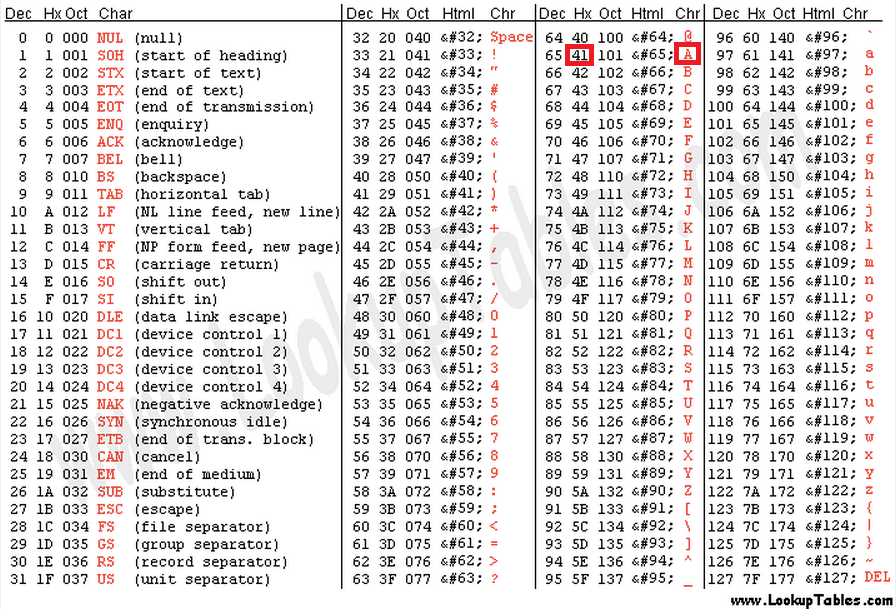 Dec Hx Oct Char Dec Hx Oct Html Chr Dec Hx Oct Html Chr Dec Hx Oct Html Chr
0 0 000 NUL (null) 32 20 040 &#32; Space 64 40 100 &#64; @ 96 60 140 &#96; `
1 1 001 SOH (start of heading) 33 21 041 &#33; ! 65 41 101 &#65; A 97 61 141 &#97; a
2 2 002 STX (start of text) 34 22 042 &#34; " 66 42 102 &#66; B 98 62 142 &#98; b
3 3 003 ETX (end of text) 35 23 043 &#35; # 67 43 103 &#67; C 99 63 143 &#99; c
4 4 004 EOT (end of transmission) 36 24 044 &#36; $ 68 44 104 &#68; D 100 64 144 &#100; d
5 5 005 ENQ (enquiry) 37 25 045 &#37; % 69 45 105 &#69; E 101 65 145 &#101; e
6 6 006 ACK (acknowledge) 38 26 046 &#38; & 70 46 106 &#70; F 102 66 146 &#102; f
7 7 007 BEL (bell) 39 27 047 &#39; ' 71 47 107 &#71; G 103 67 147 &#103; g
8 8 010 BS (backspace) 40 28 050 &#40; ( 72 48 110 &#72; H 104 68 150 &#104; h
9 9 011 TAB (horizontal tab) 41 29 051 &#41; ) 73 49 111 &#73; I 105 69 151 &#105; i
10 A 012 LF (NL line feed, new line) 42 2A 052 &#42; * 74 4A 112 &#74; J 106 6A 152 &#106; j
11 B 013 VT (vertical tab) 43 2B 053 &#43; + 75 4B 113 &#75; K 107 6B 153 &#107; k
12 C 014 FF (NP form feed, new page) 44 2C 054 &#44; , 76 4C 114 &#76; L 108 6C 154 &#108; l
13 D 015 CR (carriage return) 45 2D 055 &#45; - 77 4D 115 &#77; M 109 6D 155 &#109; m
14 E 016 SO (shift out) 46 2E 056 &#46; . 78 4E 116 &#78; N 110 6E 156 &#110; n
15 F 017 SI (shift in) 47 2F 057 &#47; / 79 4F 117 &#79; O 111 6F 157 &#111; o
16 10 020 DLE (data link escape) 48 30 060 &#48; 0 80 50 120 &#80; P 112 70 160 &#112; p
17 11 021 DC1 (device control 1) 49 31 061 &#49; 1 81 51 121 &#81; Q 113 71 161 &#113; q
18 12 022 DC2 (device control 2) 50 32 062 &#50; 2 82 52 122 &#82; R 114 72 162 &#114; r
19 13 023 DC3 (device control 3) 51 33 063 &#51; 3 83 53 123 &#83; S 115 73 163 &#115; s
20 14 024 DC4 (device control 4) 52 34 064 &#52; 4 84 54 124 &#84; T 116 74 164 &#116; t
21 15 025 NAK (negative acknowledge) 53 35 065 &#53; 5 85 55 125 &#85; U 117 75 165 &#117; u
22 16 026 SYN (synchronous idle) 54 36 066 &#54; 6 86 56 126 &#86; V 118 76 166 &#118; v
23 17 027 ETB (end of trans. block) 55 37 067 &#55; 7 87 57 127 &#87; W 119 77 167 &#119; w
24 18 030 CAN (cancel) 56 38 070 &#56; 8 88 58 130 &#88; X 120 78 170 &#120; x
25 19 031 EM (end of medium) 57 39 071 &#57; 9 89 59 131 &#89; Y 121 79 171 &#121; y
26 1A 032 SUB (substitute) 58 3A 072 &#58; : 90 5A 132 &#90; Z 122 7A 172 &#122; z
27 1B 033 ESC (escape) 59 3B 073 &#59; ; 91 5B 133 &#91; [ 123 7B 173 &#123; {
28 1C 034 FS (file separator) 60 3C 074 &#60; < 92 5C 134 &#92; \ 124 7C 174 &#124; |
29 1D 035 GS (group separator) 61 3D 075 &#61; = 93 5D 135 &#93; ] 125 7D 175 &#125; }
30 1E 036 RS (record separator) 62 3E 076 &#62; > 94 5E 136 &#94; ^ 126 7E 176 &#126; ~
31 1F 037 US (unit separator) 63 3F 077 &#63; ? 95 5F 137 &#95; _ 127 7F 177 &#127; DEL
www.LookupTables.com
www.LookupTables.com